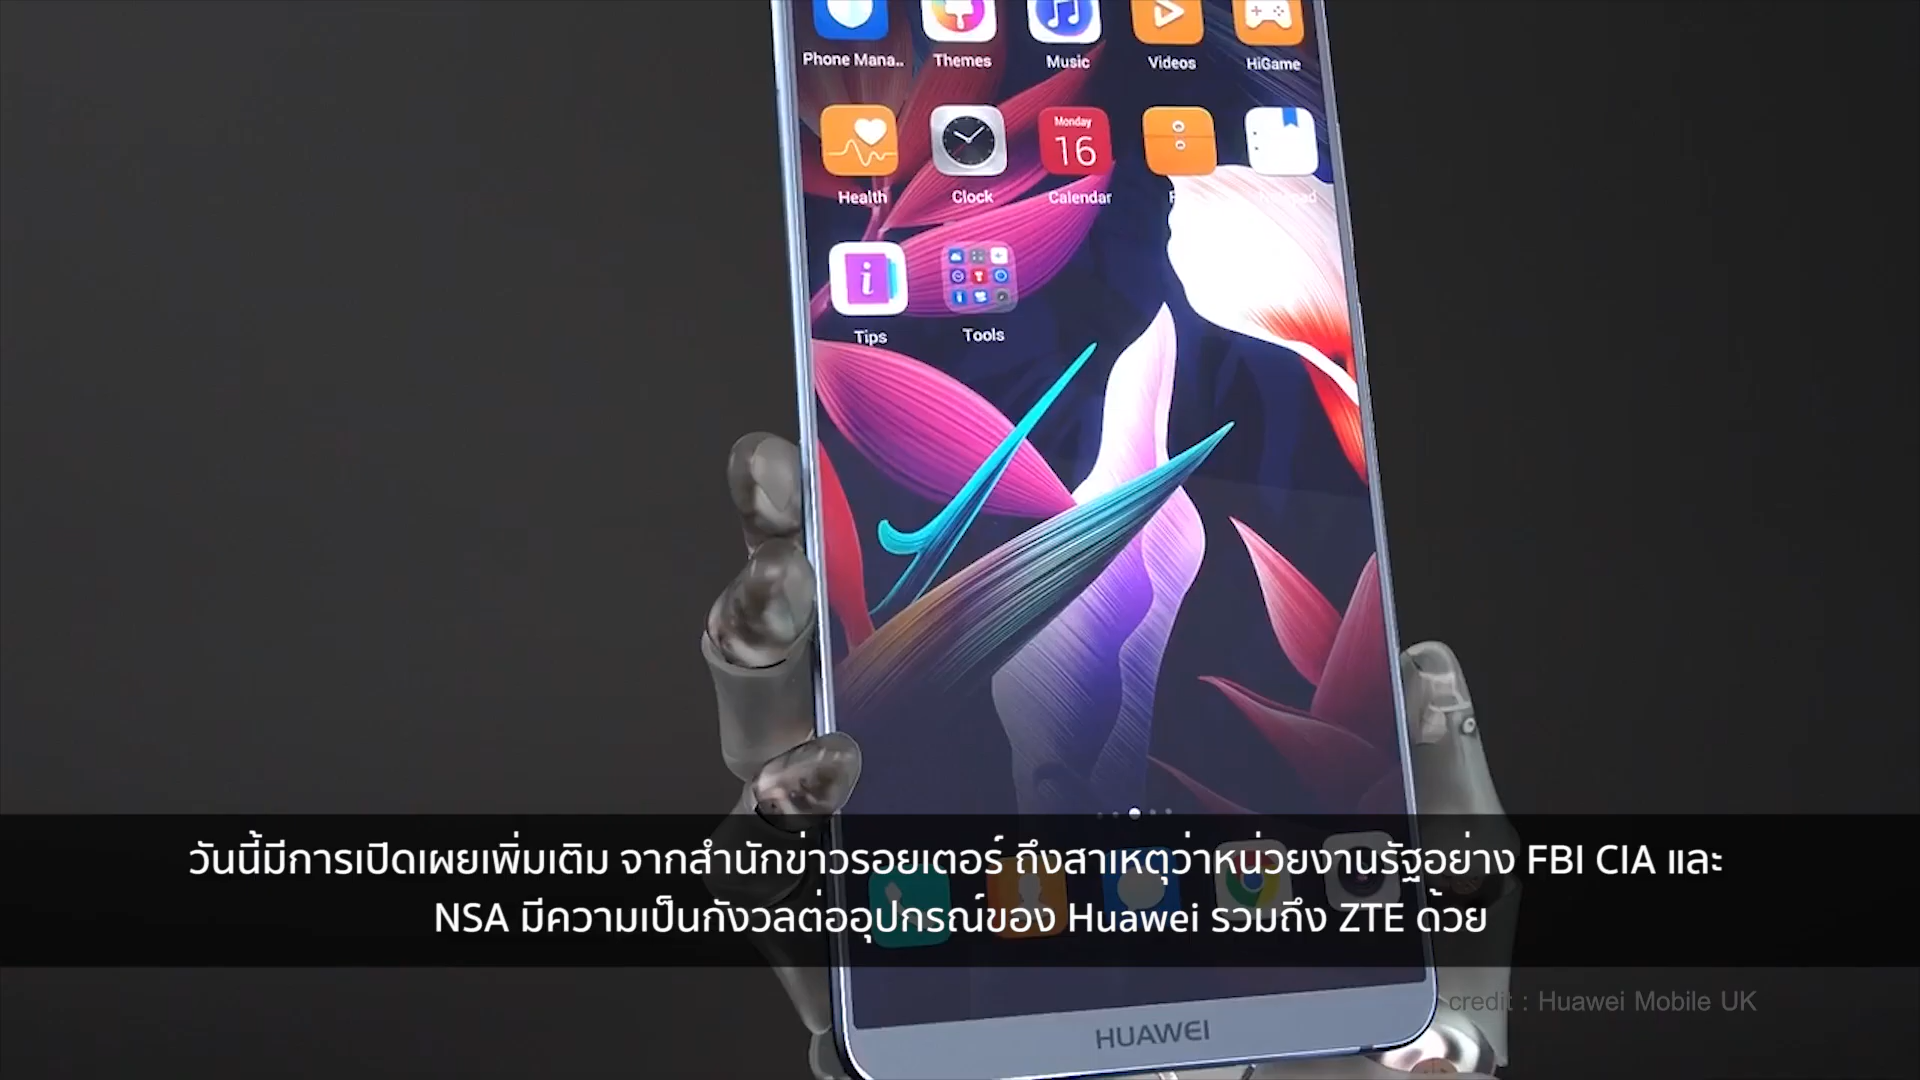 Phone Mana..
Themes
Music
Videos
HiGame
Monday
16
Health
Clock
Calendar
Tips
Tools
วันนี้มีการเปิดเผยเพิ่มเติม จากสำนักข่าวรอยเตอร์ ถึงสาเหตุว่าหน่วยงานรัฐอย่าง FBI CIA และ
NSA มีความเป็นกังวลต่ออุปกรณ์ของ Huawei รวมถึง ZTE ด้วย
credit : Huawei Mobile UK
HUAWEI